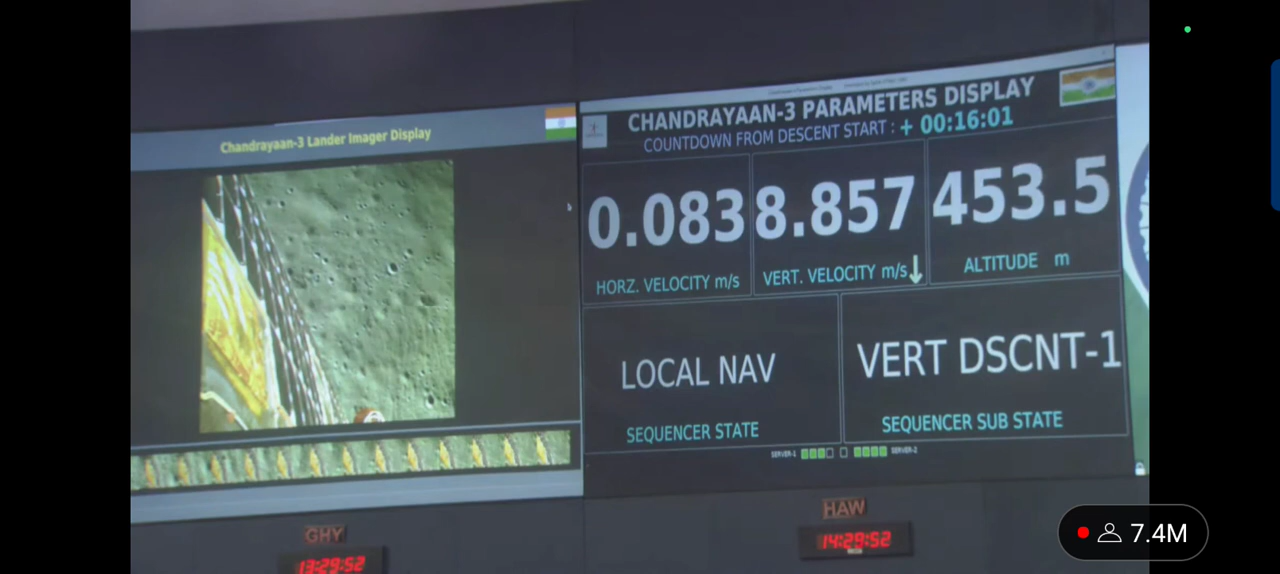 Chandrayaan-3 Lander Imager Display
CHANDRAYAAN-3 PARAMETERS DISPLAY
COUNTDOWN FROM DESCENT START : + 00:16:01
0.083
HORZ. VELOCITY m/s
8.857
VERT. VELOCITY m/s
453.5
ALTITUDE m
LOCAL NAV
SEQUENCER STATE
VERT DSCNT-1
SEQUENCER SUB STATE
SERVER-1
SERVER-2
GHY
13:29:52
HAW
14:29:52
7.4M